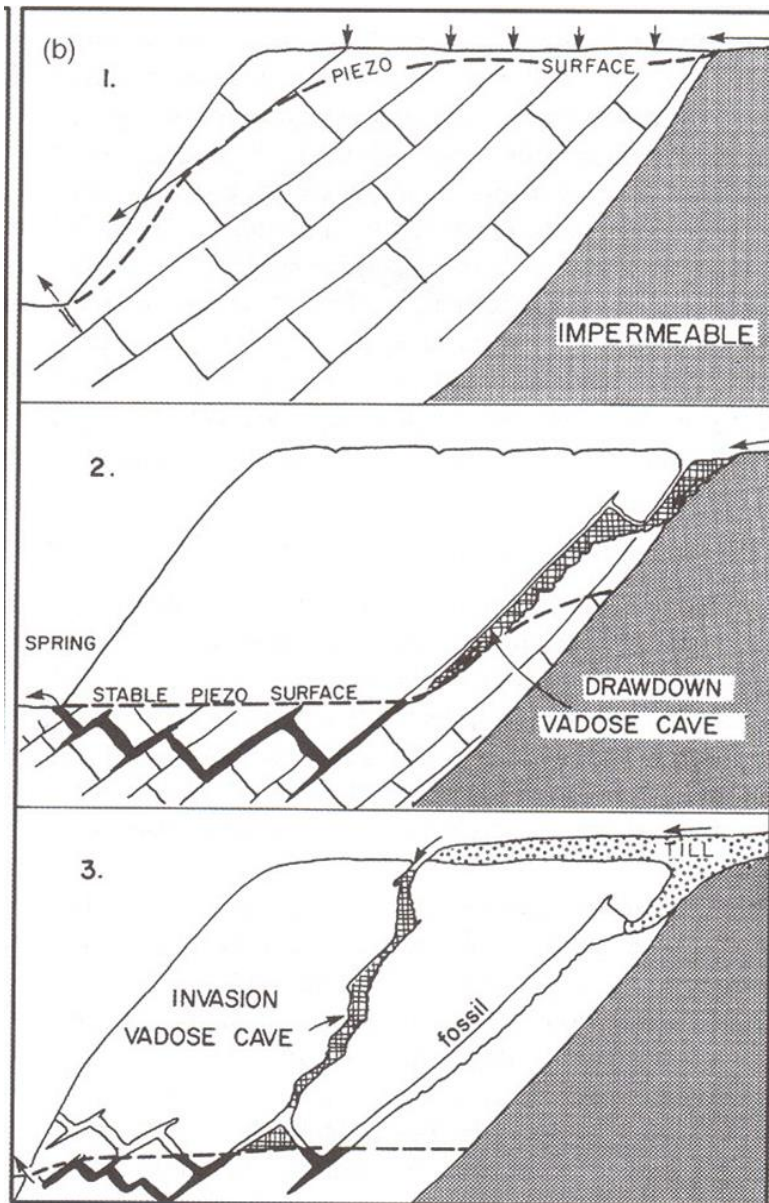 (b)
1.
PIEZO SURFACE
IMPERMEABLE
2.
SPRING
STABLE PIEZO SURFACE
DRAWDOWN
VADOSE CAVE
3.
TILL
INVASION
VADOSE CAVE
fossil